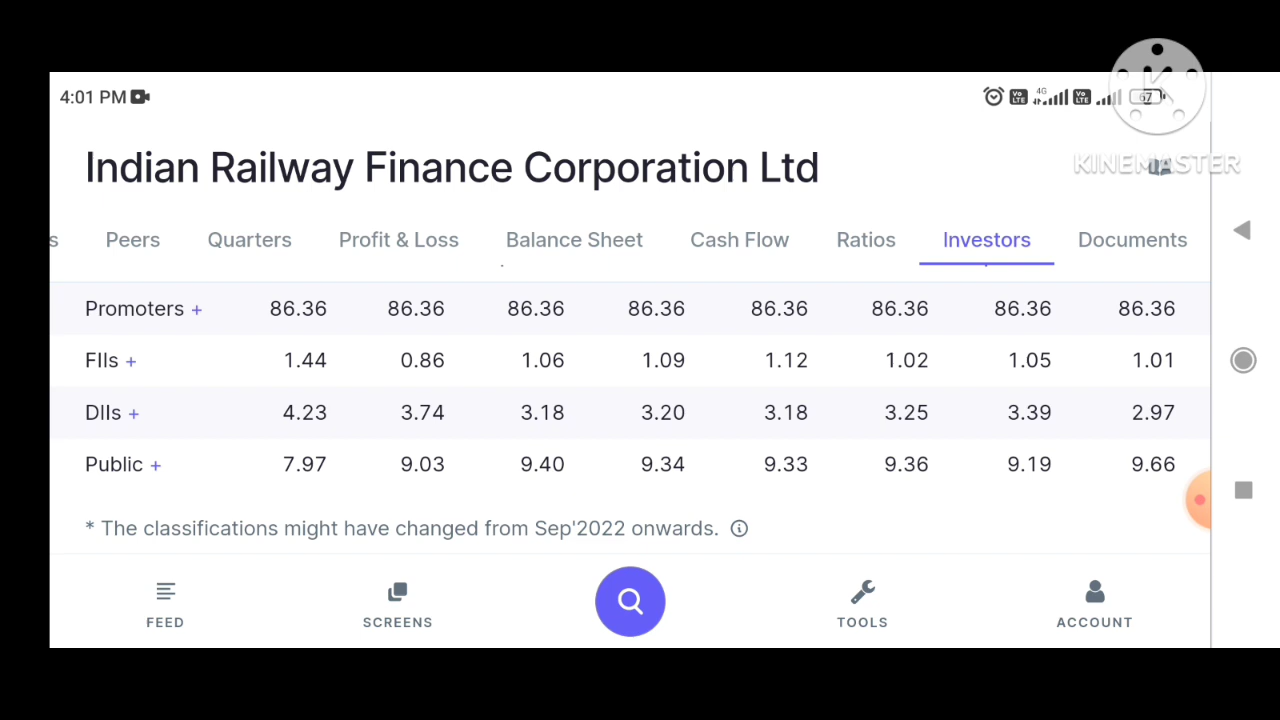 4:01 PM
4G
67
KINEMASTER
Indian Railway Finance Corporation Ltd
s Peers Quarters Profit & Loss Balance Sheet Cash Flow Ratios Investors Documents
Promoters + 86.36 86.36 86.36 86.36 86.36 86.36 86.36 86.36
FIIs + 1.44 0.86 1.06 1.09 1.12 1.02 1.05 1.01
DIIs + 4.23 3.74 3.18 3.20 3.18 3.25 3.39 2.97
Public + 7.97 9.03 9.40 9.34 9.33 9.36 9.19 9.66
* The classifications might have changed from Sep'2022 onwards.
FEED SCREENS TOOLS ACCOUNT